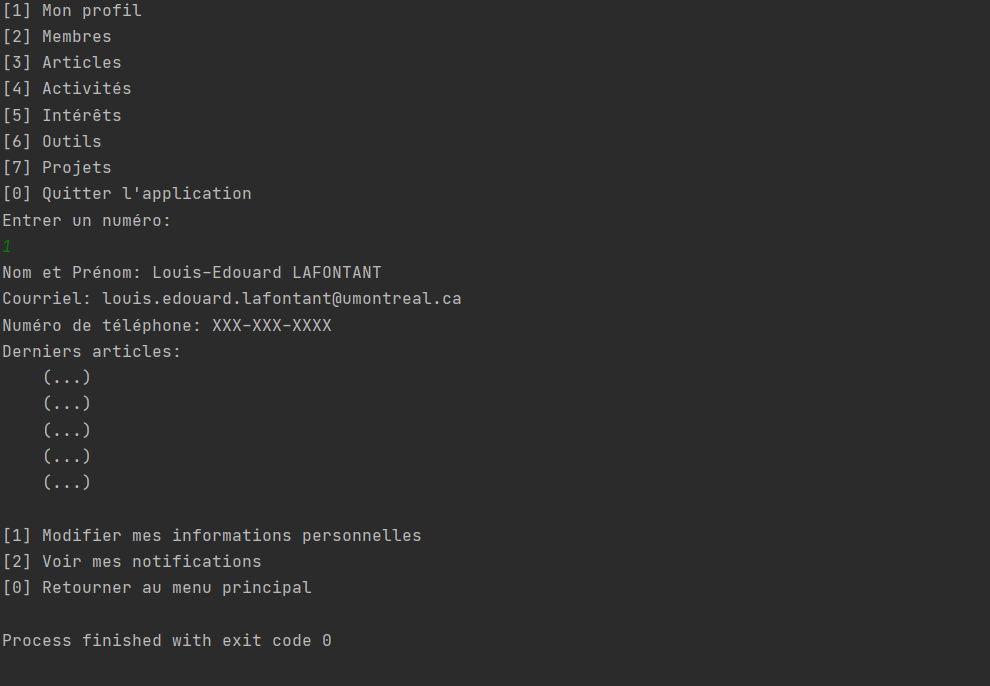 [1] Mon profil
[2] Membres
[3] Articles
[4] Activités
[5] Intérêts
[6] Outils
[7] Projets
[0] Quitter l'application
Entrer un numéro:
1
Nom et Prénom: Louis-Edouard LAFONTANT
Courriel: louis.edouard.lafontant@umontreal.ca
Numéro de téléphone: XXX-XXX-XXXX
Derniers articles:
    (...)
    (...)
    (...)
    (...)
    (...)

[1] Modifier mes informations personnelles
[2] Voir mes notifications
[0] Retourner au menu principal

Process finished with exit code 0